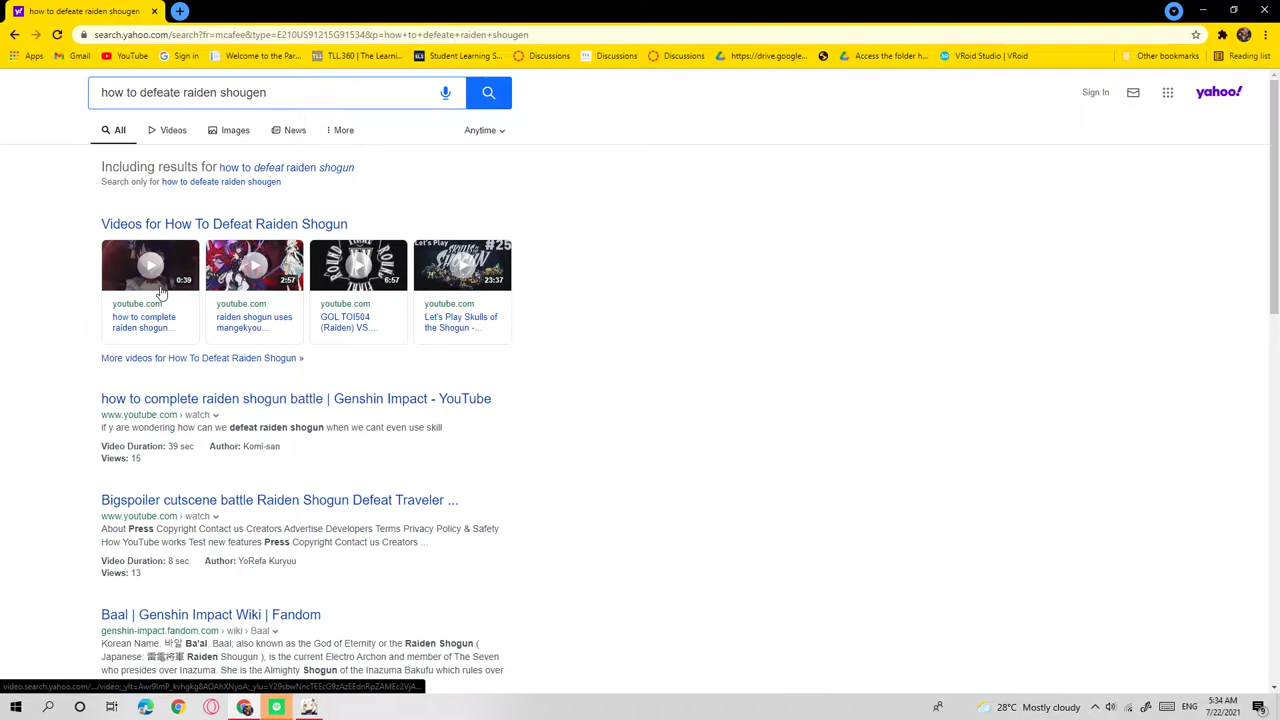 how to defeate raiden shougen
search.yahoo.com/search?fr=mcafee&type=E210US91215G91534&p=how+to+defeate+raiden+shougen
Apps Gmail YouTube Sign in Welcome to the Par... TLL.360 | The Learni... Student Learning S... Discussions Discussions Discussions https://drive.google... Access the folder h... VRoid Studio | VRoid Other bookmarks Reading list
how to defeate raiden shougen
Sign In yahoo!
All Videos Images News More Anytime
Including results for how to defeat raiden shogun
Search only for how to defeate raiden shougen
Videos for How To Defeat Raiden Shogun
0:39 2:57 6:57 23:37
Let's Play #25
SKULLS OF THE SHOGUN
youtube.com youtube.com youtube.com youtube.com
how to complete raiden shogun...
raiden shogun uses mangekyou...
GOL TOI504 (Raiden) VS....
Let's Play Skulls of the Shogun -...
More videos for How To Defeat Raiden Shogun »
how to complete raiden shogun battle | Genshin Impact - YouTube
www.youtube.com › watch
if y are wondering how can we defeat raiden shogun when we cant even use skill
Video Duration: 39 sec Author: Komi-san
Views: 15
Bigspoiler cutscene battle Raiden Shogun Defeat Traveler ...
www.youtube.com › watch
About Press Copyright Contact us Creators Advertise Developers Terms Privacy Policy & Safety
How YouTube works Test new features Press Copyright Contact us Creators ...
Video Duration: 8 sec Author: YoRefa Kuryuu
Views: 13
Baal | Genshin Impact Wiki | Fandom
genshin-impact.fandom.com › wiki › Baal
Korean Name. 바알 Ba'al. Baal, also known as the God of Eternity or the Raiden Shogun (
Japanese: 雷電将軍 Raiden Shougun ), is the current Electro Archon and member of The Seven
who presides over Inazuma. She is the Almighty Shogun of the Inazuma Bakufu which rules over
28°C Mostly cloudy ENG 5:34 AM
7/22/2021